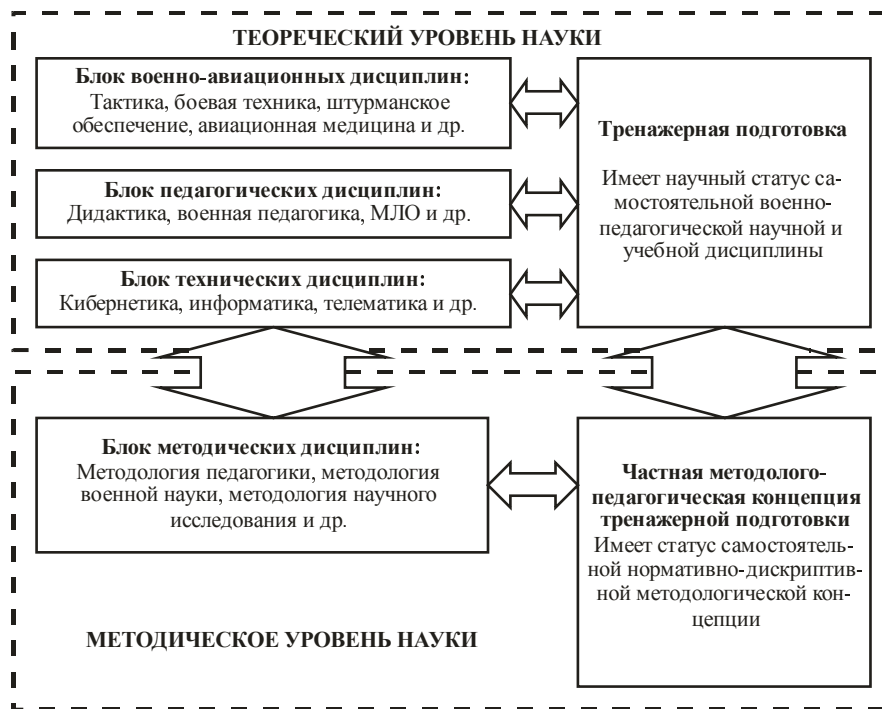 ТЕОРЕЧЕСКИЙ УРОВЕНЬ НАУКИ
Блок военно-авиационных дисциплин:
Тактика, боевая техника, штурманское
обеспечение, авиационная медицина и др.
Блок педагогических дисциплин:
Дидактика, военная педагогика, МЛО и др.
Блок технических дисциплин:
Кибернетика, информатика, телематика и др.
Тренажерная подготовка
Имеет научный статус са-
мостоятельной военно-
педагогической научной и
учебной дисциплины
Блок методических дисциплин:
Методология педагогики, методология
военной науки, методология научного
исследования и др.
Частная методолого-
педагогическая концепция
тренажерной подготовки
Имеет статус самостоятель-
ной нормативно-дискриптив-
ной методологической кон-
цепции
МЕТОДИЧЕСКОЕ УРОВЕНЬ НАУКИ